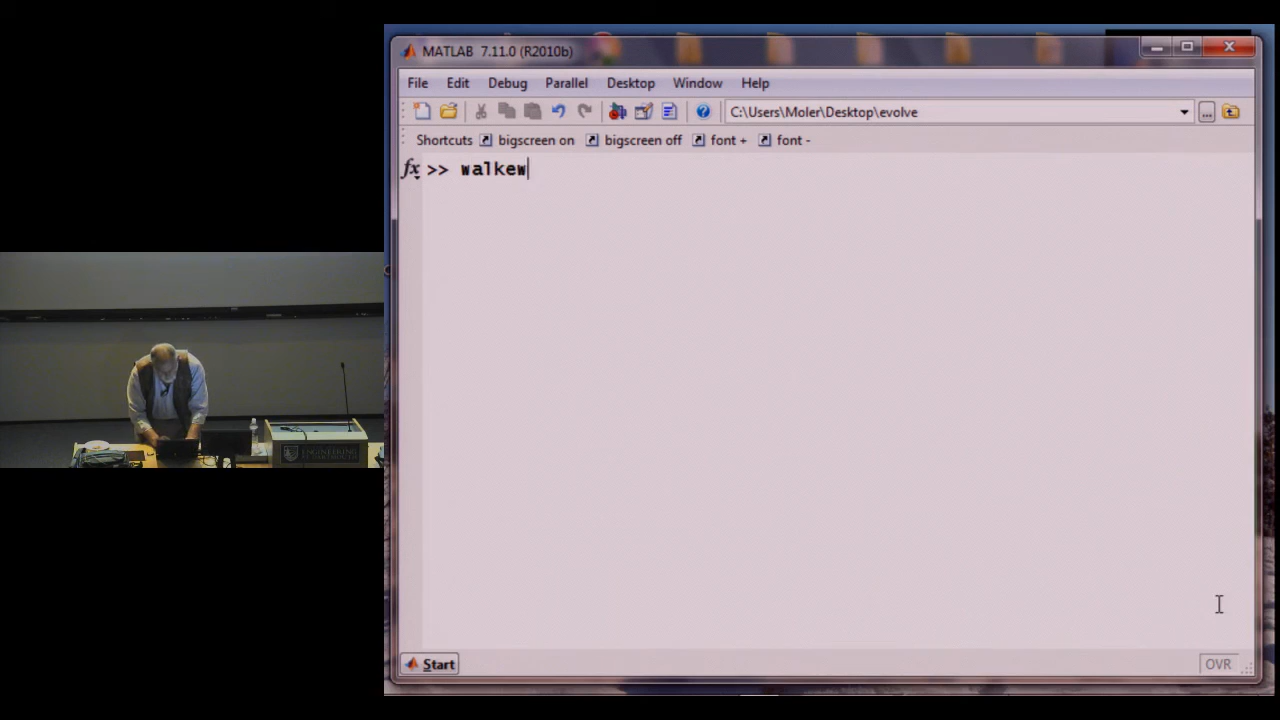 MATLAB 7.11.0 (R2010b)
File Edit Debug Parallel Desktop Window Help
C:\Users\Moler\Desktop\evolve
...
Shortcuts bigscreen on bigscreen off font + font -
fx >> walkew
ENGINEERING
Start
OVR